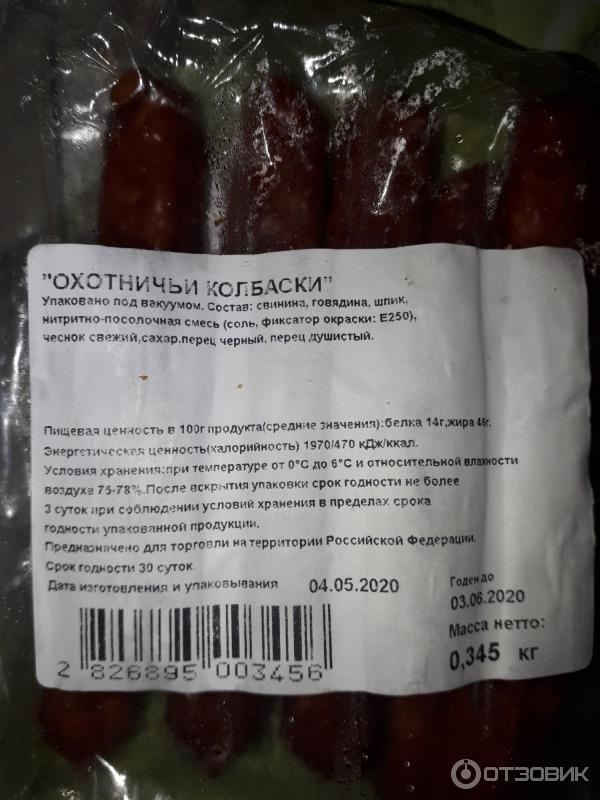 "ОХОТНИЧЬИ КОЛБАСКИ"
Упаковано под вакуумом. Состав: свинина, говядина, шпик,
нитритно-посолочная смесь (соль, фиксатор окраски: Е250),
чеснок свежий,сахар.перец черный, перец душистый.
Пищевая ценность в 100г продукта(средние значения):белка 14г,жира 46г.
Энергетическая ценность(халорийность) 1970/470 кДж/ккал.
Условия хранения:при температуре от 0°С до 6°С и относительной влажности
воздуха 75-78%.После вскрытия упаковки срок годности не более
3 суток при соблюдении условий хранения в пределах срока
годности упакованной продукции.
Предназначено для торговли на территории Российской Федерации.
Срок годности 30 суток
Дата изготовления и упаковывания 04.05.2020
Годен до
03.06.2020
Масса нетто:
0,345 кг
2 826895 003456
ОТЗОВИК